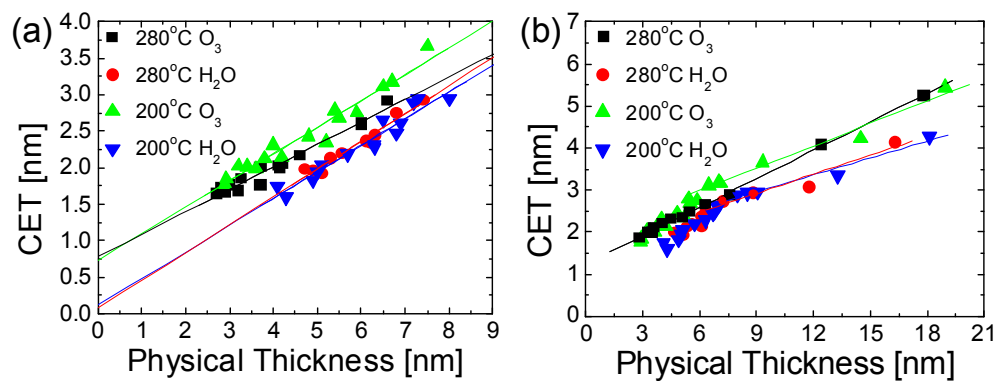 (a)
280°C O₃
280°C H₂O
200°C O₃
200°C H₂O
4.0
3.5
3.0
2.5
2.0
1.5
1.0
0.5
0.0
CET [nm]
0 1 2 3 4 5 6 7 8 9
Physical Thickness [nm]
(b)
280°C O₃
280°C H₂O
200°C O₃
200°C H₂O
7
6
5
4
3
2
1
0
CET [nm]
0 3 6 9 12 15 18 21
Physical Thickness [nm]